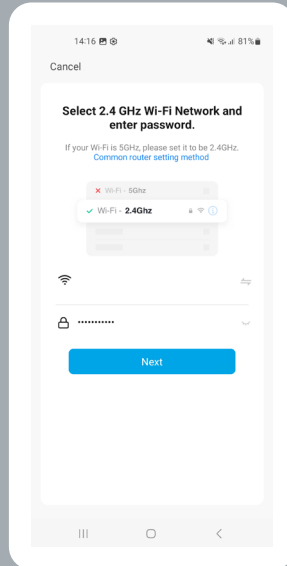 14:16 81%
Cancel
Select 2.4 GHz Wi-Fi Network and
enter password.
If your Wi-Fi is 5GHz, please set it to be 2.4GHz.
Common router setting method
Wi-Fi - 5Ghz
Wi-Fi - 2.4Ghz
Next